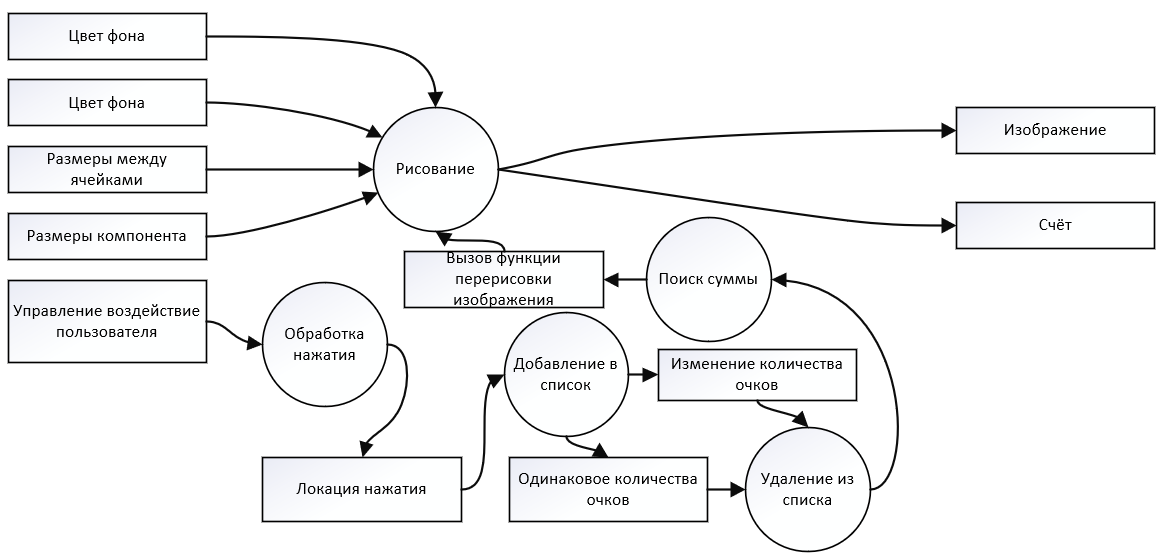 Цвет фона
Цвет фона
Размеры между
ячейками
Размеры компонента
Управление воздействие
пользователя
Рисование
Изображение
Счёт
Вызов функции
перерисовки
изображения
Поиск суммы
Обработка
нажатия
Добавление в
список
Изменение количества
очков
Локация нажатия
Одинаковое количества
очков
Удаление из
списка